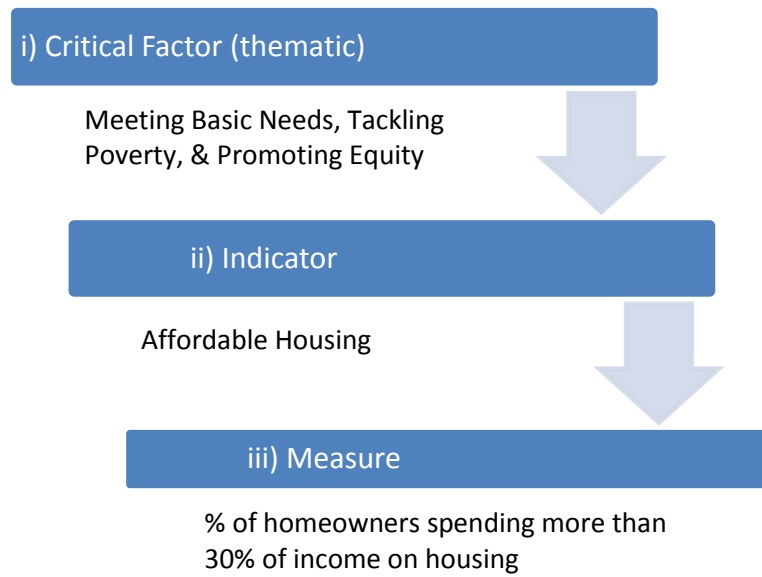 i) Critical Factor (thematic)
Meeting Basic Needs, Tackling
Poverty, & Promoting Equity
ii) Indicator
Affordable Housing
iii) Measure
% of homeowners spending more than
30% of income on housing